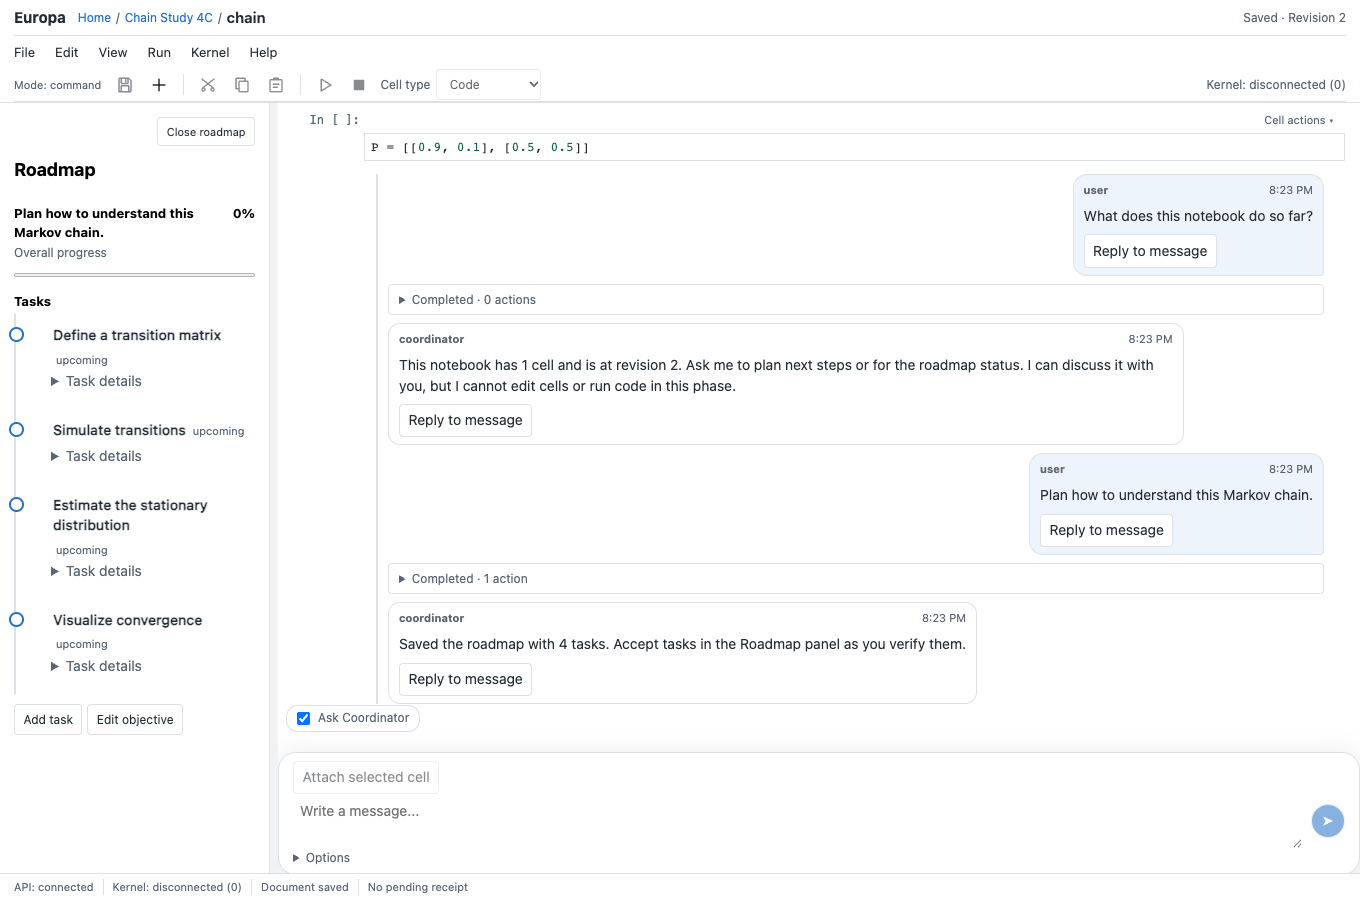 Europa Home / Chain Study 4C / chain Saved · Revision 2
File Edit View Run Kernel Help
Mode: command Cell type Code Kernel: disconnected (0)
Close roadmap
Roadmap
Plan how to understand this Markov chain. 0%
Overall progress
Tasks
Define a transition matrix
upcoming
Task details
Simulate transitions upcoming
Task details
Estimate the stationary
distribution
upcoming
Task details
Visualize convergence
upcoming
Task details
Add task Edit objective
In [ ]: Cell actions
P = [[0.9, 0.1], [0.5, 0.5]]
user 8:23 PM
What does this notebook do so far?
Reply to message
Completed · 0 actions
coordinator 8:23 PM
This notebook has 1 cell and is at revision 2. Ask me to plan next steps or for the roadmap status. I can discuss it with
you, but I cannot edit cells or run code in this phase.
Reply to message
user 8:23 PM
Plan how to understand this Markov chain.
Reply to message
Completed · 1 action
coordinator 8:23 PM
Saved the roadmap with 4 tasks. Accept tasks in the Roadmap panel as you verify them.
Reply to message
Ask Coordinator
Attach selected cell
Write a message...
Options
API: connected Kernel: disconnected (0) Document saved No pending receipt